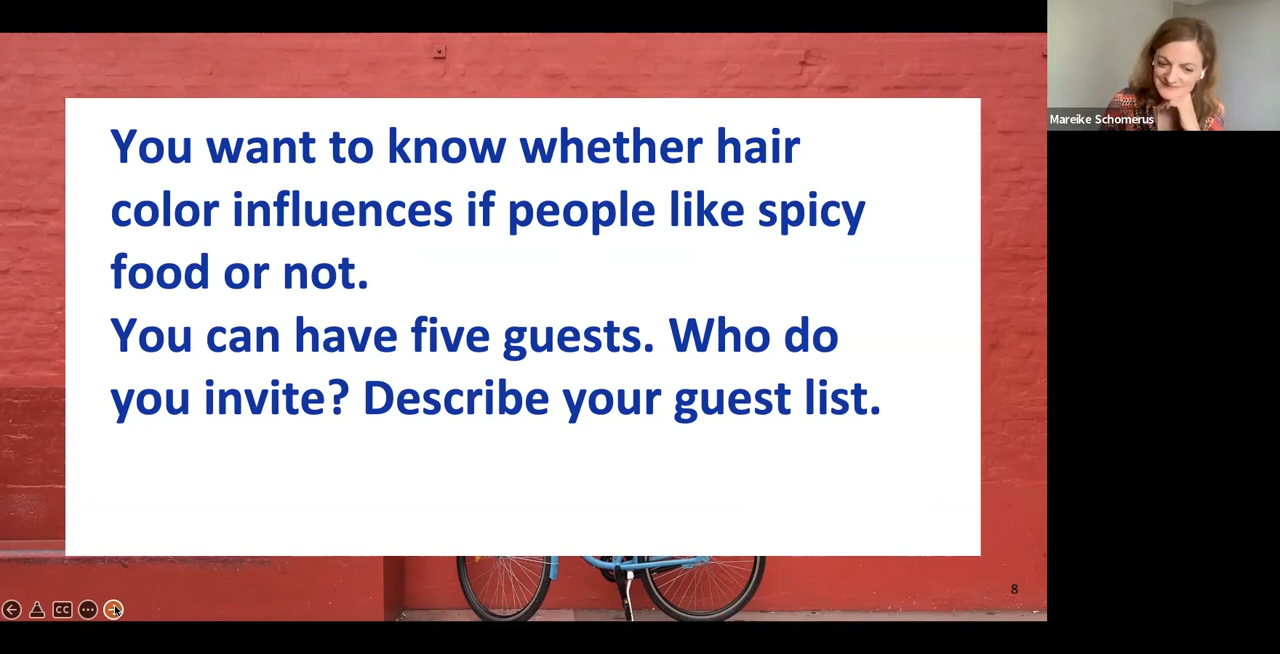 You want to know whether hair
color influences if people like spicy
food or not.
You can have five guests. Who do
you invite? Describe your guest list.
Mareike Schomerus
8
CC